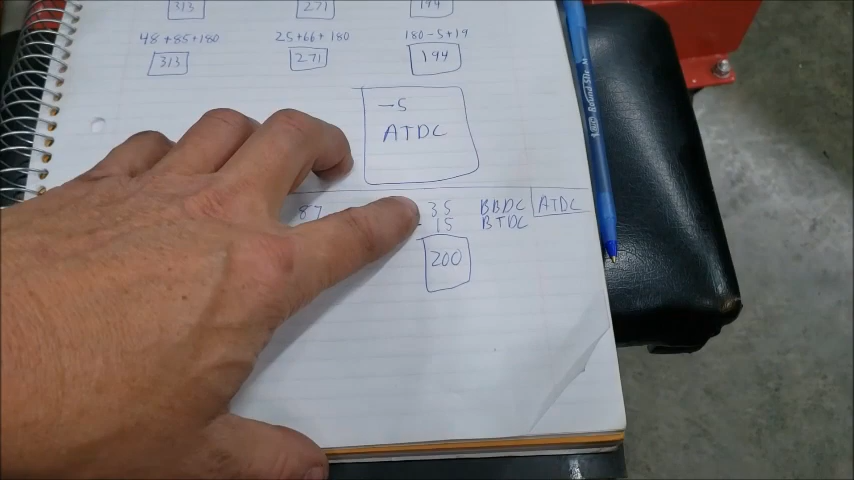 313 271 194
48+85+180 25+66+180 180-5+19
313 271 194
-5
ATDC
87 35 BBDC ATDC
15 BTDC
200